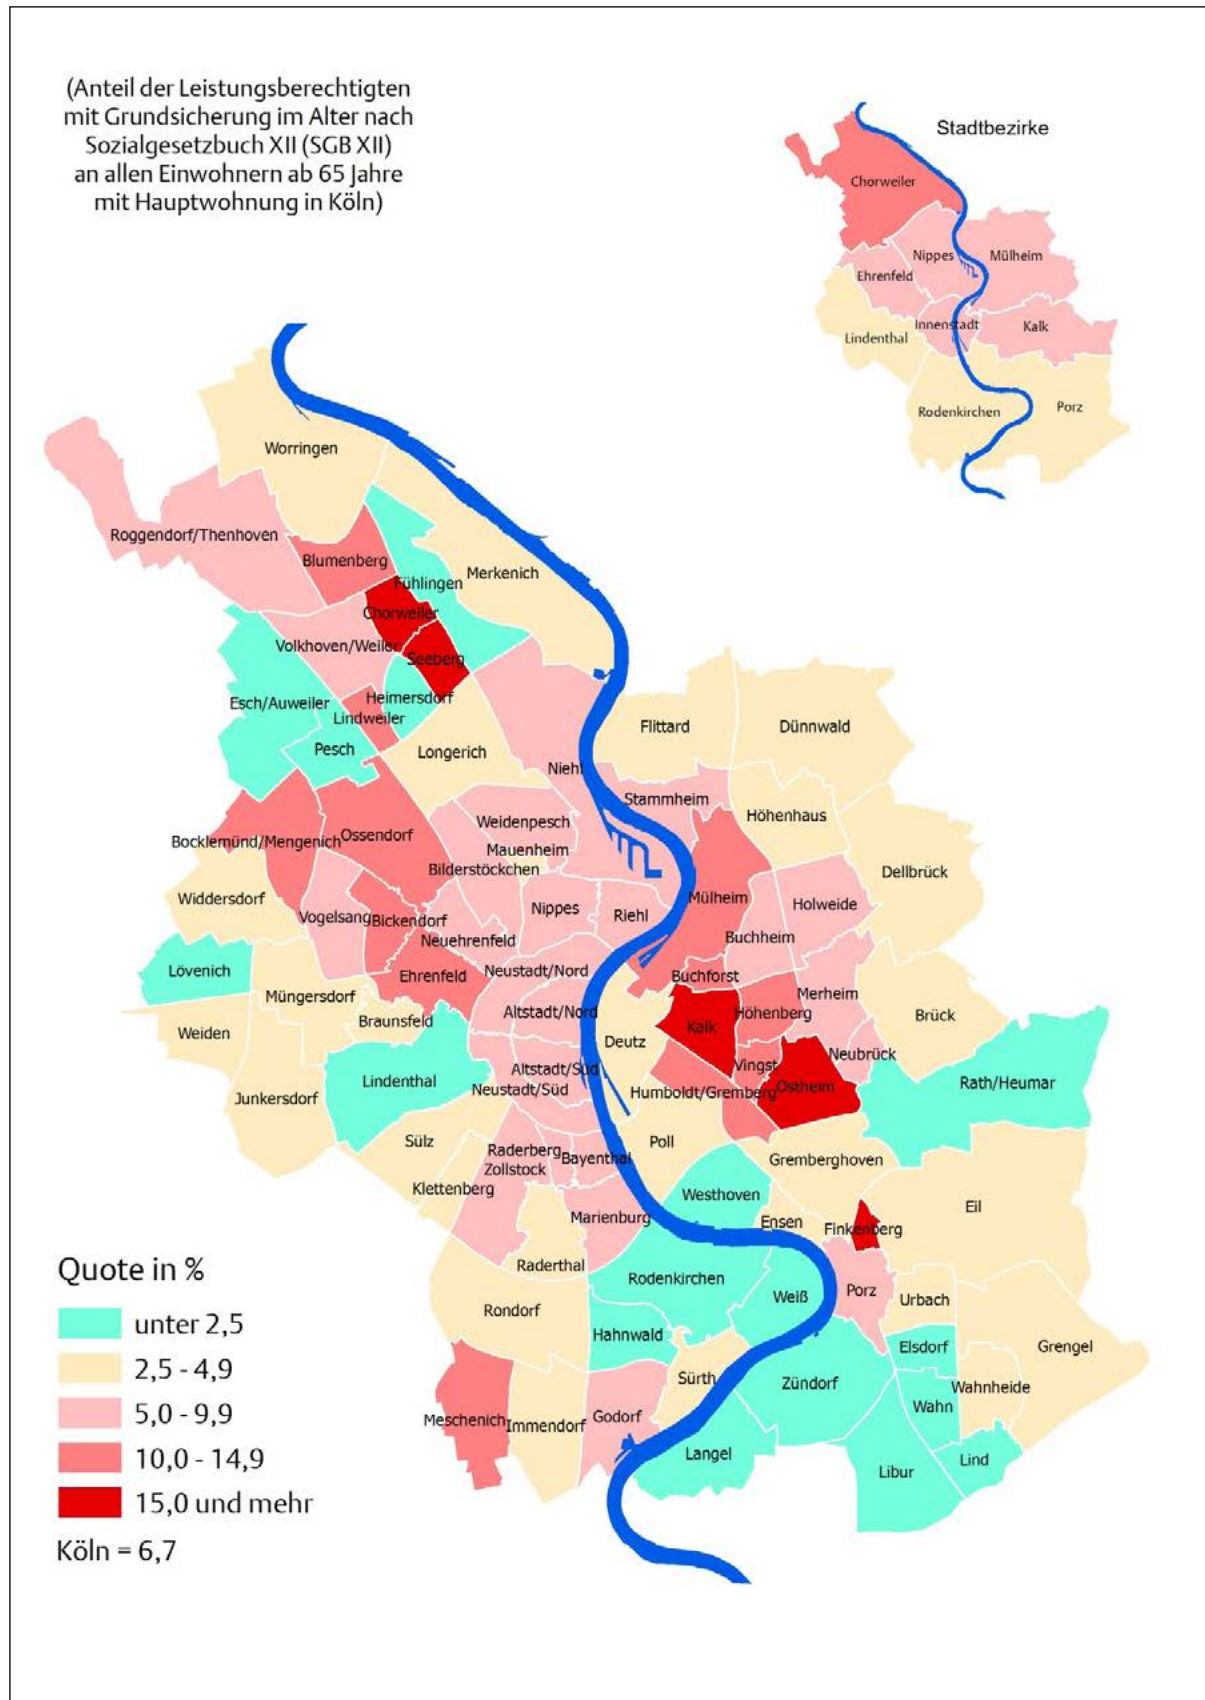 (Anteil der Leistungsberechtigten
mit Grundsicherung im Alter nach
Sozialgesetzbuch XII (SGB XII)
an allen Einwohnern ab 65 Jahre
mit Hauptwohnung in Köln)
Stadtbezirke
Chorweiler
Nippes
Mülheim
Ehrenfeld
Innenstadt
Kalk
Lindenthal
Rodenkirchen
Porz
Worringen
Roggendorf/Thenhoven
Blumenberg
Merkenich
Fühlingen
Chorweiler
Volkhoven/Weiler
Seeberg
Heimersdorf
Esch/Auweiler
Lindweiler
Pesch
Longerich
Flittard
Dünnwald
Niehl
Stammheim
Höhenhaus
Weidenpesch
Mauenheim
Ossendorf
Bocklemünd/Mengenich
Bilderstöckchen
Dellbrück
Widdersdorf
Mülheim
Holweide
Nippes
Riehl
Vogelsang
Bickendorf
Neuehrenfeld
Buchheim
Lövenich
Ehrenfeld
Neustadt/Nord
Buchforst
Merheim
Müngersdorf
Altstadt/Nord
Höhenberg
Brück
Braunsfeld
Weiden
Kalk
Deutz
Neubrück
Vingst
Altstadt/Süd
Lindenthal
Neustadt/Süd
Humboldt/Gremberg
Ostheim
Rath/Heumar
Junkersdorf
Sülz
Poll
Raderberg
Zollstock
Bayenthal
Gremberghoven
Klettenberg
Westhoven
Marienburg
Ensen
Finkenberg
Eil
Raderthal
Rodenkirchen
Weiß
Porz
Urbach
Rondorf
Hahnwald
Elsdorf
Grengel
Sürth
Zündorf
Wahnheide
Wahn
Meschenich
Immendorf
Godorf
Langel
Libur
Lind
Quote in %
unter 2,5
2,5 - 4,9
5,0 - 9,9
10,0 - 14,9
15,0 und mehr
Köln = 6,7